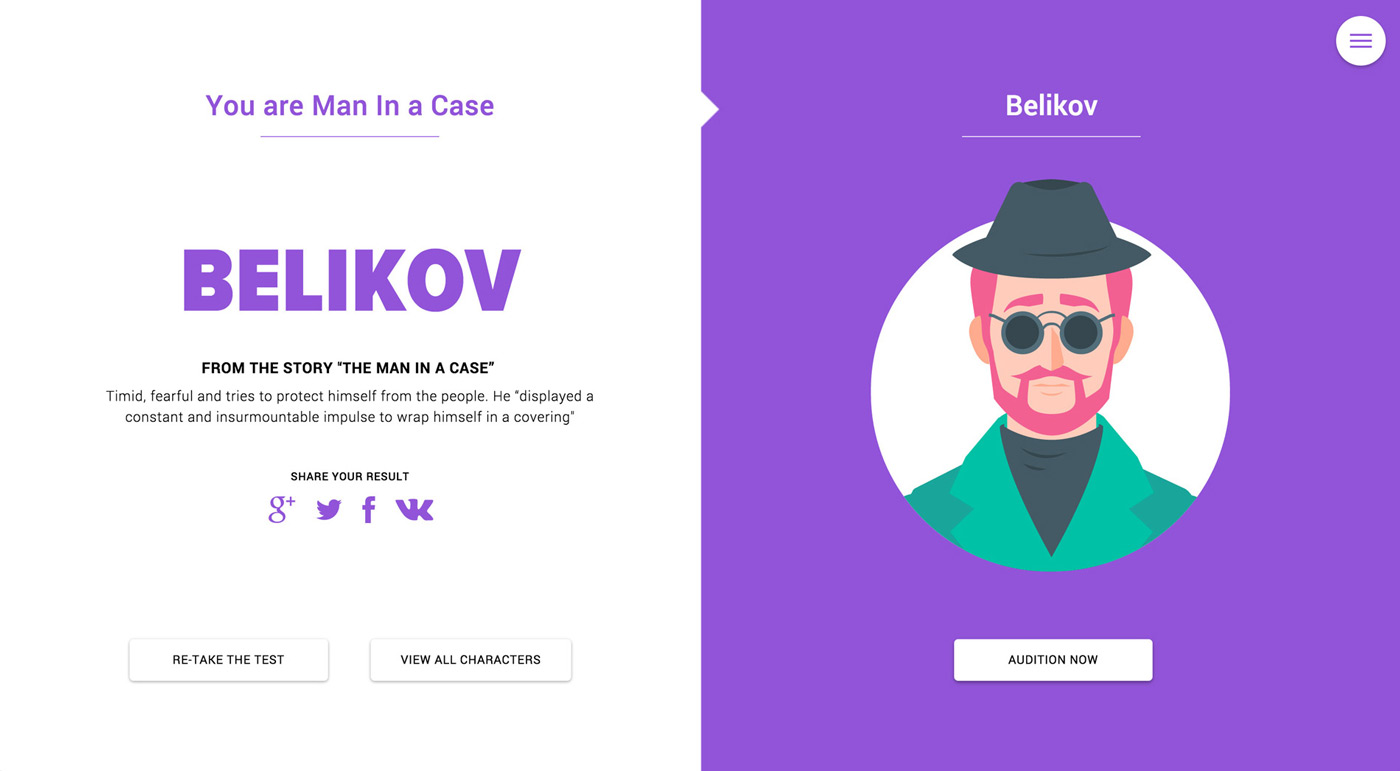 You are Man In a Case
BELIKOV
FROM THE STORY “THE MAN IN A CASE”
Timid, fearful and tries to protect himself from the people. He "displayed a
constant and insurmountable impulse to wrap himself in a covering"
SHARE YOUR RESULT
g+ f
RE-TAKE THE TEST
VIEW ALL CHARACTERS
Belikov
AUDITION NOW